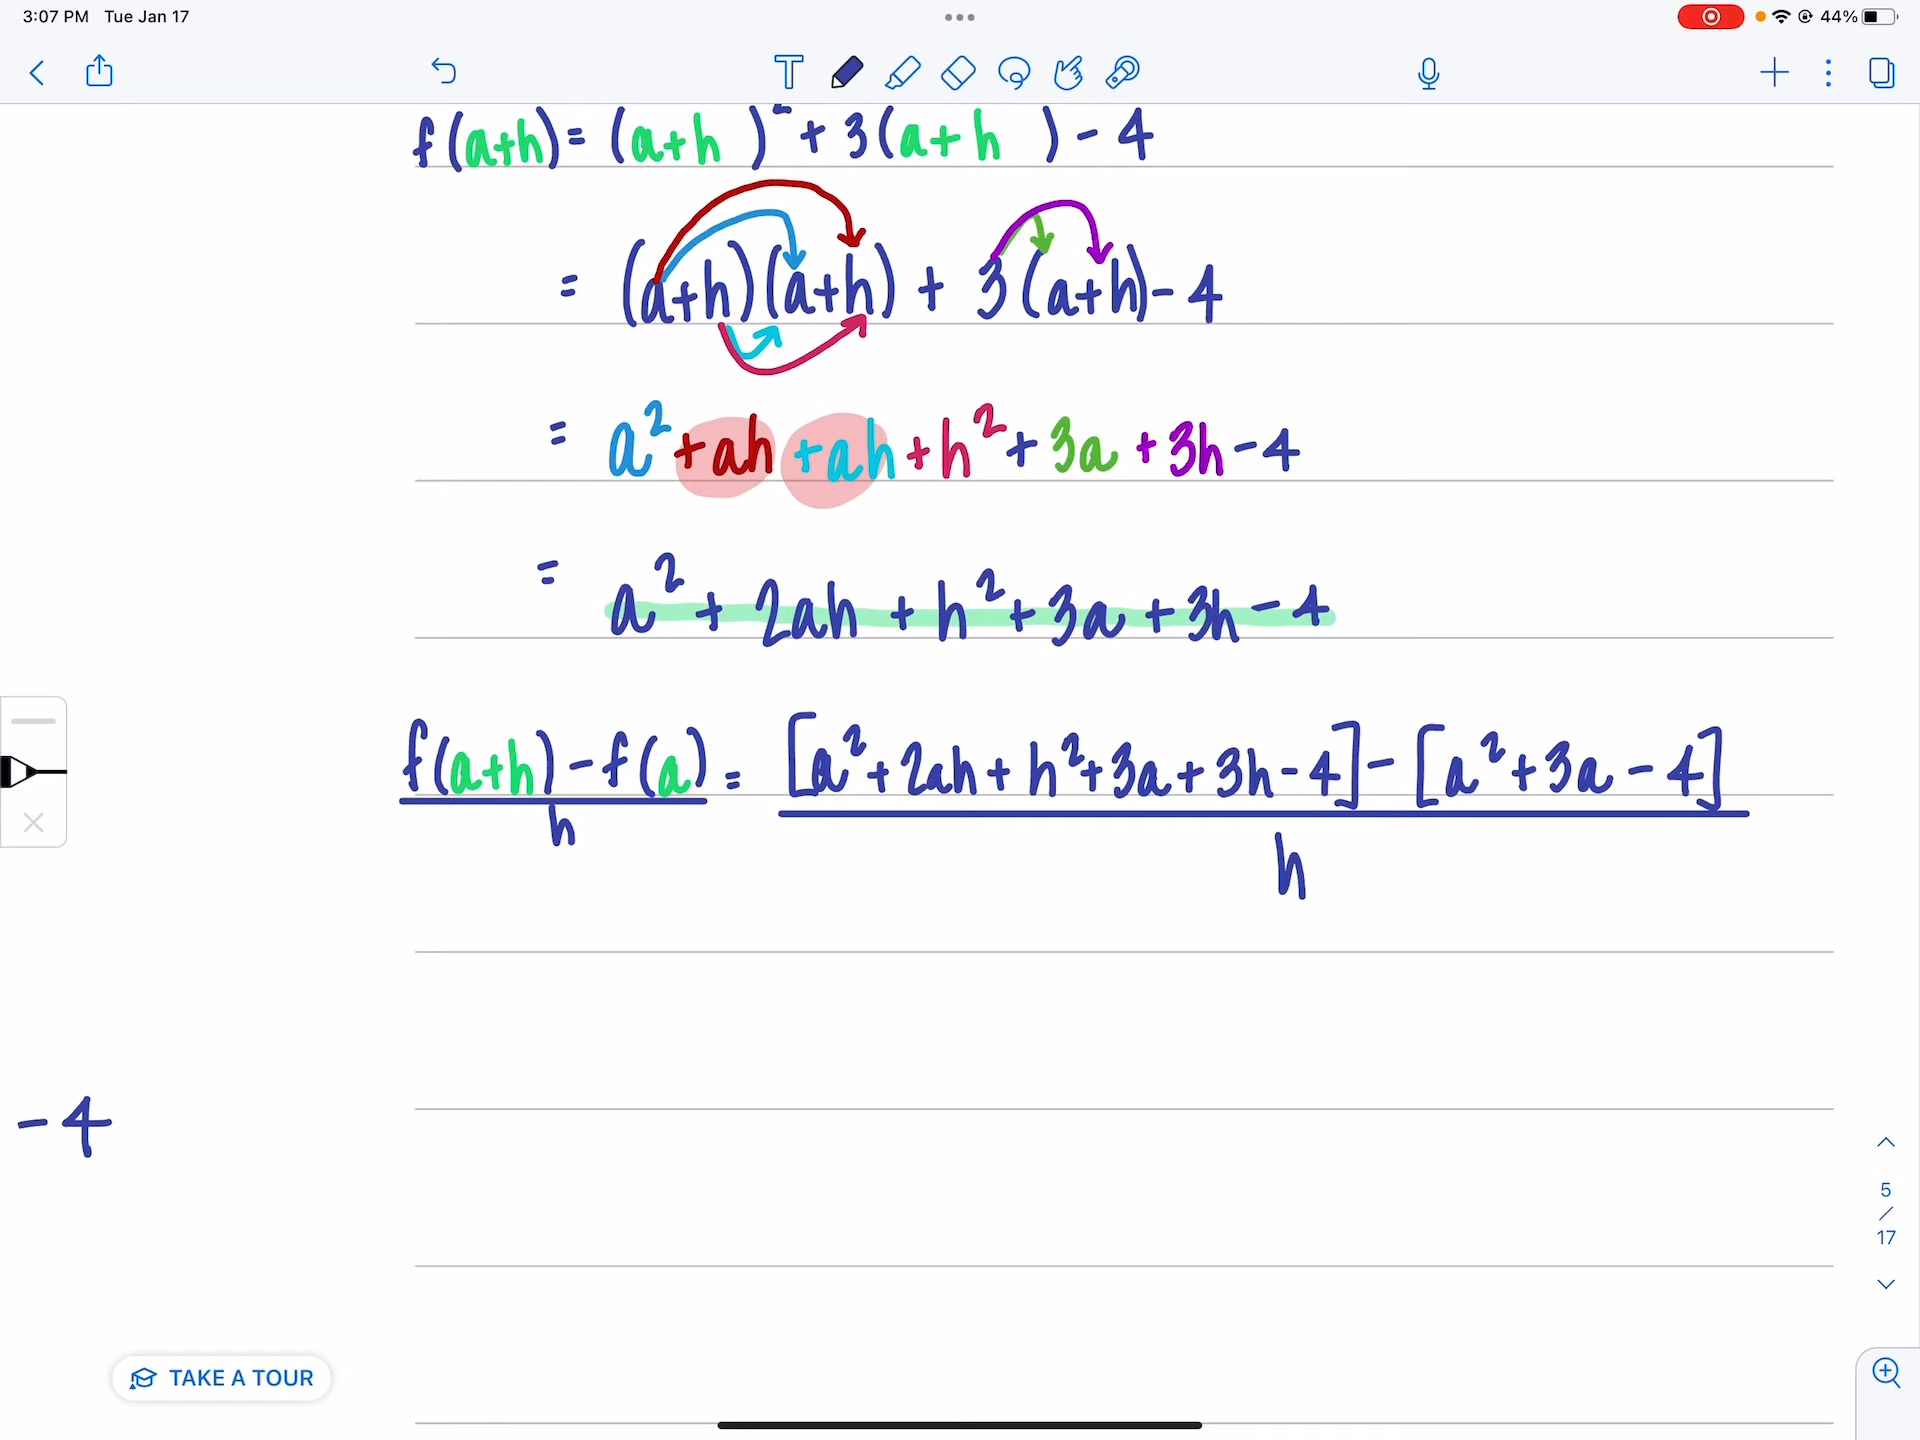 3:07 PM Tue Jan 17
44%
f(a+h) = (a+h )² + 3(a+h ) - 4
= (a+h)(a+h) + 3(a+h) - 4
= a² + ah + ah + h² + 3a + 3h - 4
= a² + 2ah + h² + 3a + 3h - 4
f(a+h) - f(a) = [a² + 2ah + h² + 3a + 3h - 4] - [a² + 3a - 4]
h h
- 4
5
/
17
TAKE A TOUR